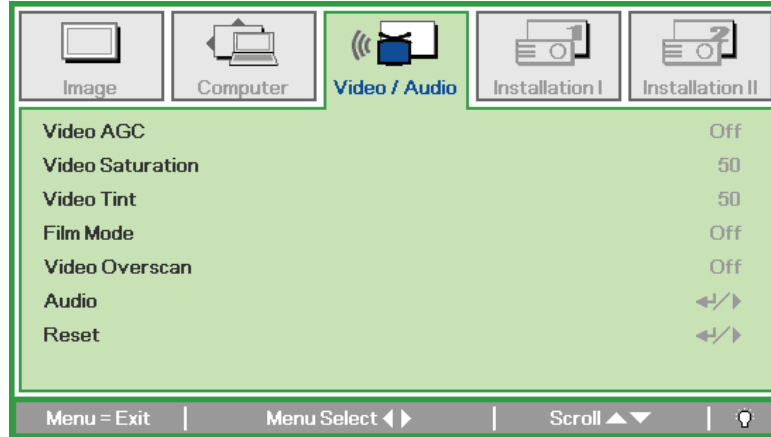 Image Computer Video / Audio Installation I Installation II
Video AGC Off
Video Saturation 50
Video Tint 50
Film Mode Off
Video Overscan Off
Audio
Reset
Menu = Exit Menu Select Scroll